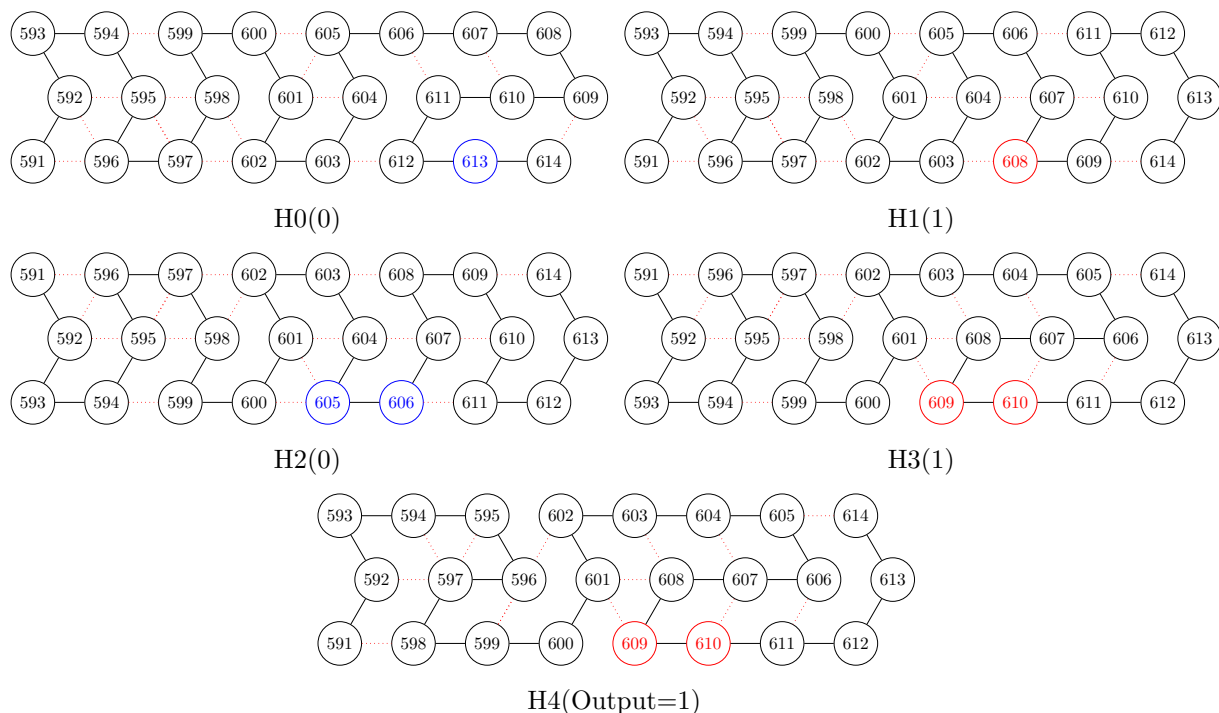 593 594 599 600 605 606 607 608
592 595 598 601 604 611 610 609
591 596 597 602 603 612 613 614
H0(0)
593 594 599 600 605 606 611 612
592 595 598 601 604 607 610 613
591 596 597 602 603 608 609 614
H1(1)
591 596 597 602 603 608 609 614
592 595 598 601 604 607 610 613
593 594 599 600 605 606 611 612
H2(0)
591 596 597 602 603 604 605 614
592 595 598 601 608 607 606 613
593 594 599 600 609 610 611 612
H3(1)
593 594 595 602 603 604 605 614
592 597 596 601 608 607 606 613
591 598 599 600 609 610 611 612
H4(Output=1)